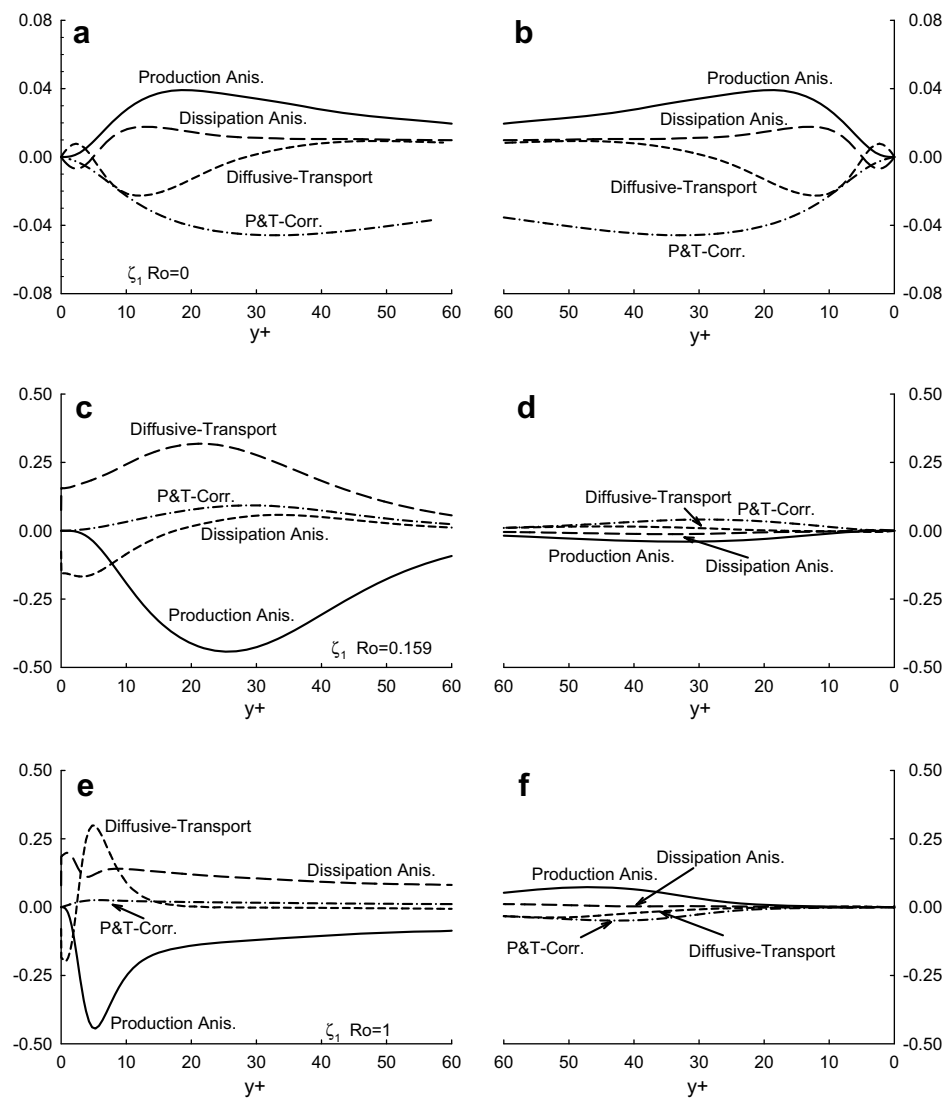 a
b
0.08
0.08
Production Anis.
Production Anis.
0.04
0.04
Dissipation Anis.
Dissipation Anis.
0.00
0.00
Diffusive-Transport
Diffusive-Transport
P&T-Corr.
P&T-Corr.
-0.04
-0.04
ζ1 Ro=0
-0.08
-0.08
0 10 20 30 40 50 60
60 50 40 30 20 10 0
y+
y+
c
d
0.50
0.50
Diffusive-Transport
0.25
0.25
P&T-Corr.
Diffusive-Transport
P&T-Corr.
0.00
0.00
Dissipation Anis.
Production Anis.
Dissipation Anis.
-0.25
-0.25
Production Anis.
ζ1 Ro=0.159
-0.50
-0.50
0 10 20 30 40 50 60
60 50 40 30 20 10 0
y+
y+
e
f
0.50
0.50
Diffusive-Transport
0.25
0.25
Dissipation Anis.
Production Anis.
Dissipation Anis.
0.00
0.00
P&T-Corr.
P&T-Corr.
Diffusive-Transport
-0.25
-0.25
Production Anis.
ζ1 Ro=1
-0.50
-0.50
0 10 20 30 40 50 60
60 50 40 30 20 10 0
y+
y+